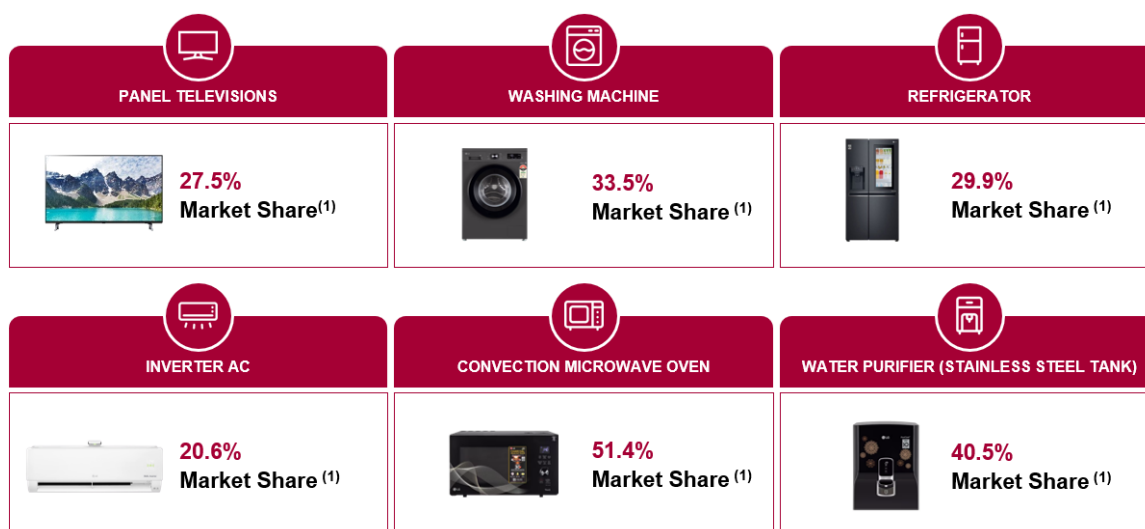 PANEL TELEVISIONS
WASHING MACHINE
REFRIGERATOR
27.5%
Market Share(1)
33.5%
Market Share (1)
29.9%
Market Share (1)
INVERTER AC
CONVECTION MICROWAVE OVEN
WATER PURIFIER (STAINLESS STEEL TANK)
20.6%
Market Share (1)
51.4%
Market Share (1)
40.5%
Market Share (1)